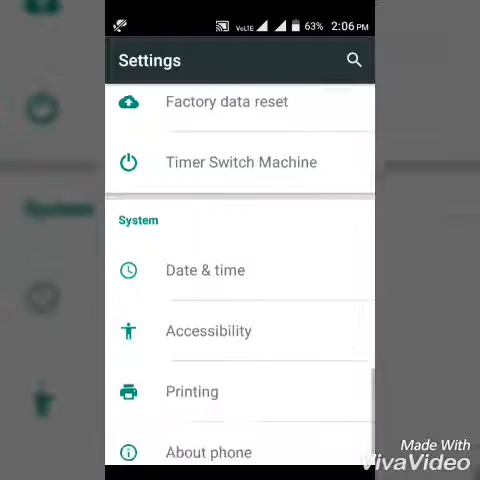 VoLTE 63% 2:06 PM
Settings
Factory data reset
Timer Switch Machine
System
Date & time
Accessibility
Printing
About phone
Made With
VivaVideo